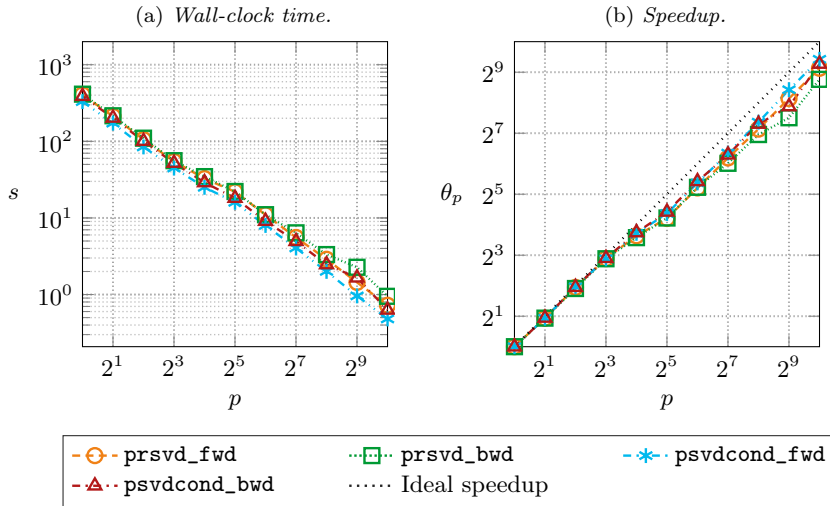 (a) Wall-clock time.
(b) Speedup.
10³
10²
10¹
10⁰
s
2¹ 2³ 2⁵ 2⁷ 2⁹
p
2⁹
2⁷
2⁵
2³
2¹
θₚ
2¹ 2³ 2⁵ 2⁷ 2⁹
p
prsvd_fwd prsvd_bwd psvdcond_fwd
psvdcond_bwd Ideal speedup